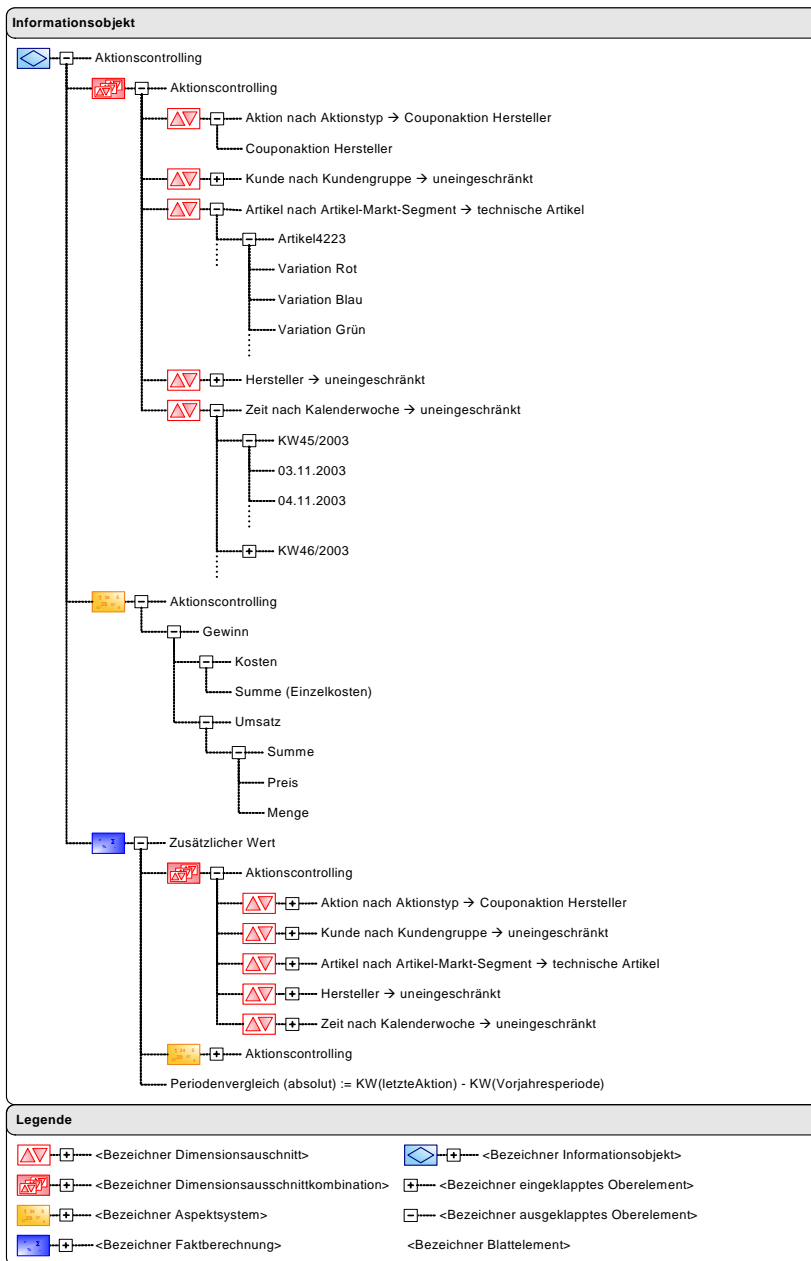 Informationsobjekt
Aktionscontrolling
Aktionscontrolling
Aktion nach Aktionstyp → Couponaktion Hersteller
Couponaktion Hersteller
Kunde nach Kundengruppe → uneingeschränkt
Artikel nach Artikel-Markt-Segment → technische Artikel
Artikel4223
Variation Rot
Variation Blau
Variation Grün
Hersteller → uneingeschränkt
Zeit nach Kalenderwoche → uneingeschränkt
KW45/2003
03.11.2003
04.11.2003
KW46/2003
Aktionscontrolling
Gewinn
Kosten
Summe (Einzelkosten)
Umsatz
Summe
Preis
Menge
Zusätzlicher Wert
Aktionscontrolling
Aktion nach Aktionstyp → Couponaktion Hersteller
Kunde nach Kundengruppe → uneingeschränkt
Artikel nach Artikel-Markt-Segment → technische Artikel
Hersteller → uneingeschränkt
Zeit nach Kalenderwoche → uneingeschränkt
Aktionscontrolling
Periodenvergleich (absolut) := KW(letzteAktion) - KW(Vorjahresperiode)
Legende
<Bezeichner Dimensionsauschnitt>
<Bezeichner Informationsobjekt>
<Bezeichner Dimensionsausschnittkombination>
<Bezeichner eingeklapptes Oberelement>
<Bezeichner Aspektsystem>
<Bezeichner ausgeklapptes Oberelement>
<Bezeichner Faktberechnung>
<Bezeichner Blattelement>